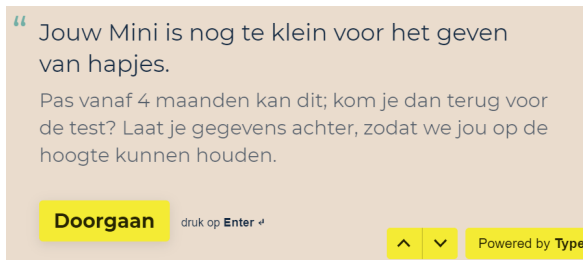 “
Jouw Mini is nog te klein voor het geven
van hapjes.
Pas vanaf 4 maanden kan dit; kom je dan terug voor
de test? Laat je gegevens achter, zodat we jou op de
hoogte kunnen houden.
Doorgaan druk op Enter ↵
Powered by Type